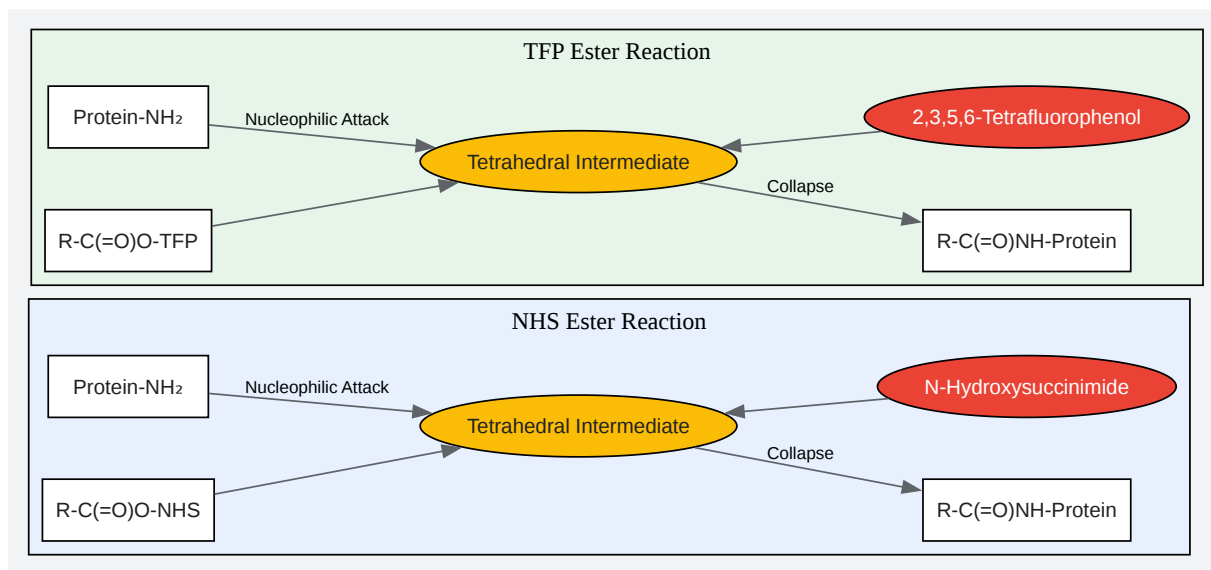 TFP Ester Reaction
Protein-NH₂
Nucleophilic Attack
2,3,5,6-Tetrafluorophenol
Tetrahedral Intermediate
Collapse
R-C(=O)O-TFP
R-C(=O)NH-Protein
NHS Ester Reaction
Protein-NH₂
Nucleophilic Attack
N-Hydroxysuccinimide
Tetrahedral Intermediate
Collapse
R-C(=O)O-NHS
R-C(=O)NH-Protein